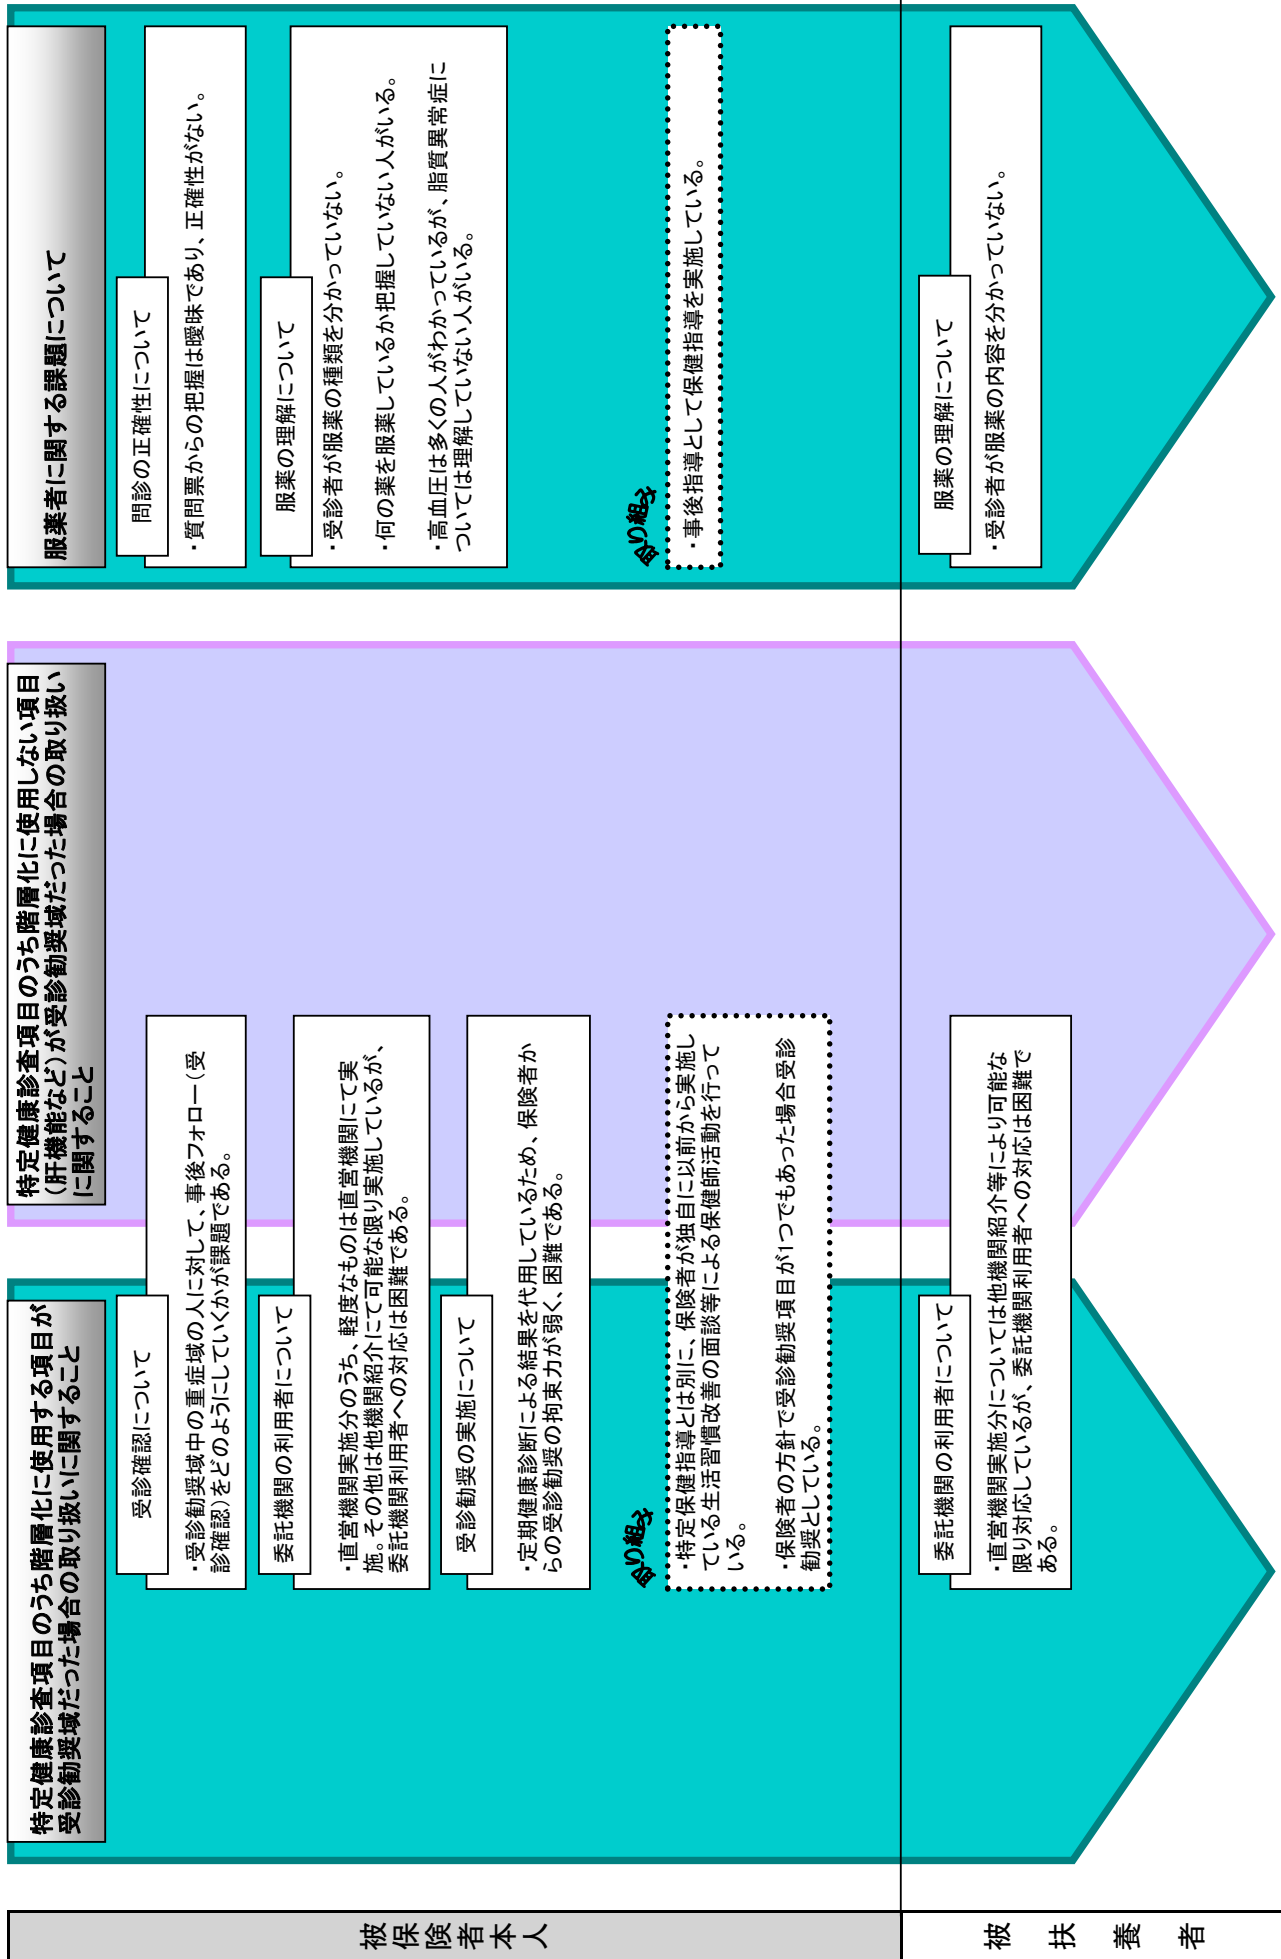 特定健康診査項目のうち階層化に使用する項目が
受診勧奨域だった場合の取り扱いに関すること
特定健康診査項目のうち階層化に使用しない項目
（肝機能など）が受診勧奨域だった場合の取り扱い
に関すること
服薬者に関する課題について
被保険者本人
受診確認について
・受診勧奨域中の重症域の人に対して、事後フォロー（受
診確認）をどのようにしていくかが課題である。
委託機関の利用者について
・直営機関実施分のうち、軽度なものは直営機関にて実
施。その他は他機関紹介にて可能な限り実施しているが、
委託機関利用者への対応は困難である。
受診勧奨の実施について
・定期健康診断による結果を代用しているため、保険者か
らの受診勧奨の拘束力が弱く、困難である。
取り組み
・特定保健指導とは別に、保険者が独自に以前から実施し
ている生活習慣改善の面談等による保健師活動を行って
いる。
・保険者の方針で受診勧奨項目が1つでもあった場合受診
勧奨としている。
問診の正確性について
・質問票からの把握は曖昧であり、正確性がない。
服薬の理解について
・受診者が服薬の種類を分かっていない。
・何の薬を服薬しているか把握していない人がいる。
・高血圧は多くの人がわかっているが、脂質異常症に
ついては理解していない人がいる。
取り組み
・事後指導として保健指導を実施している。
被扶養者
委託機関の利用者について
・直営機関実施分については他機関紹介等により可能な
限り対応しているが、委託機関利用者への対応は困難で
ある。
服薬の理解について
・受診者が服薬の内容を分かっていない。